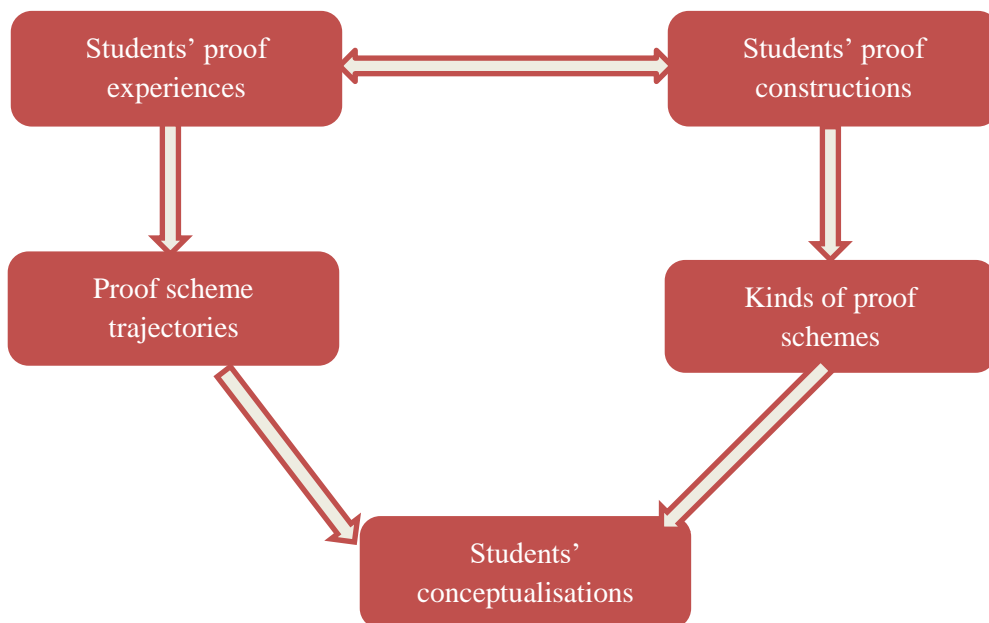 Students’ proof
experiences
Students’ proof
constructions
Proof scheme
trajectories
Kinds of proof
schemes
Students’
conceptualisations